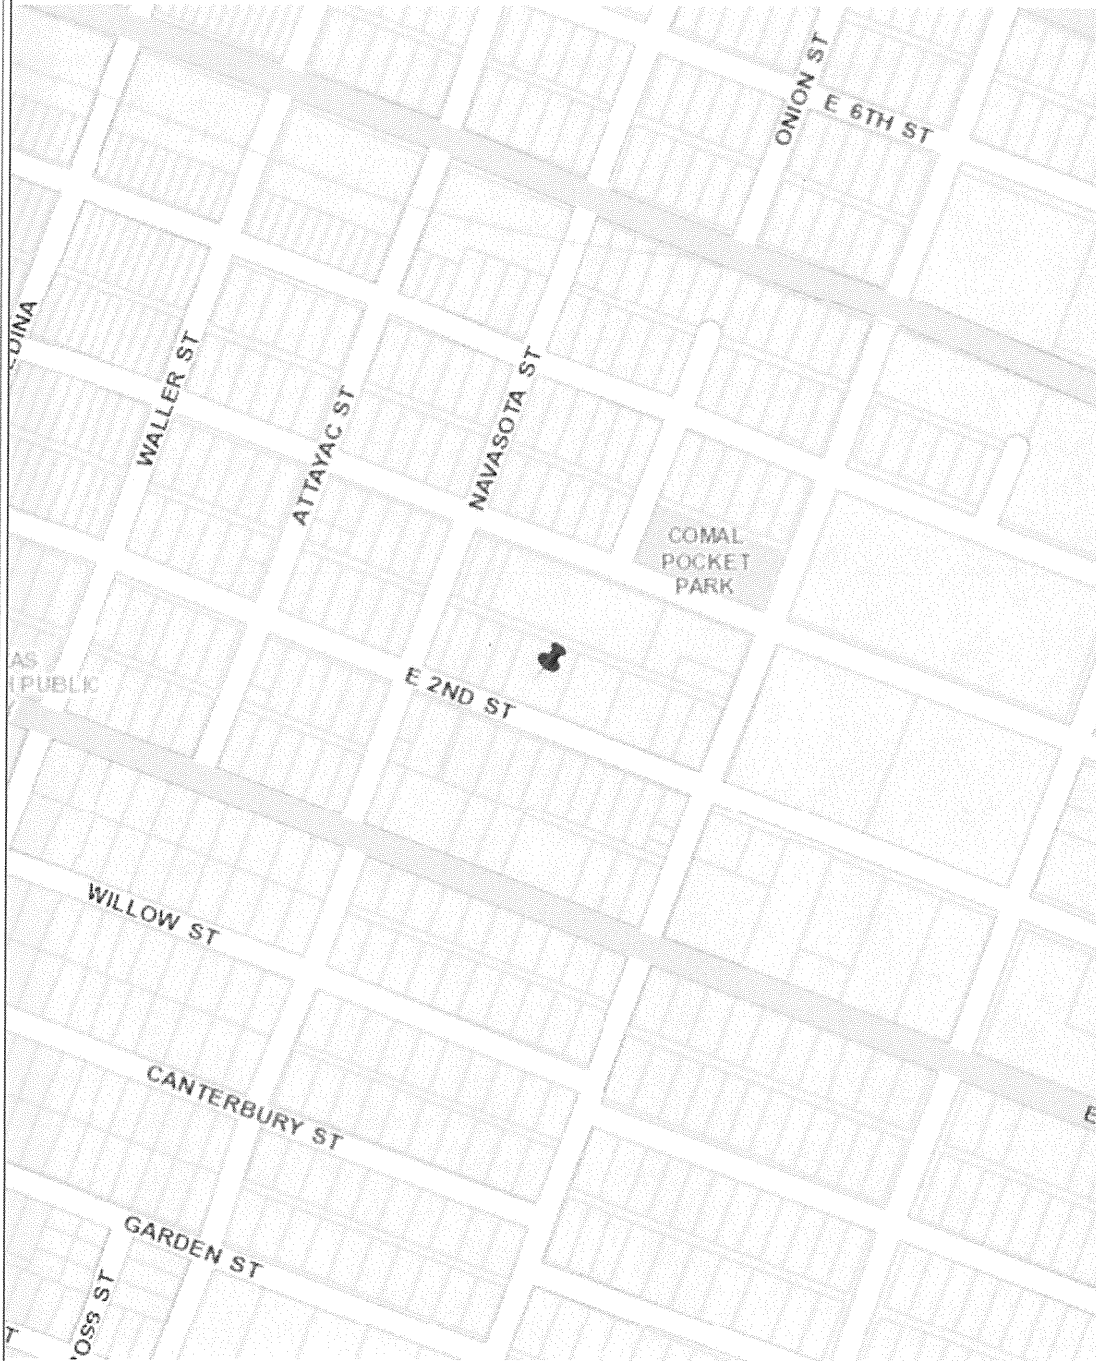 ONION ST
E 6TH ST
WALLER ST
ATTAYAC ST
NAVASOTA ST
COMAL
POCKET
PARK
PUBLIC
E 2ND ST
WILLOW ST
CANTERBURY ST
GARDEN ST